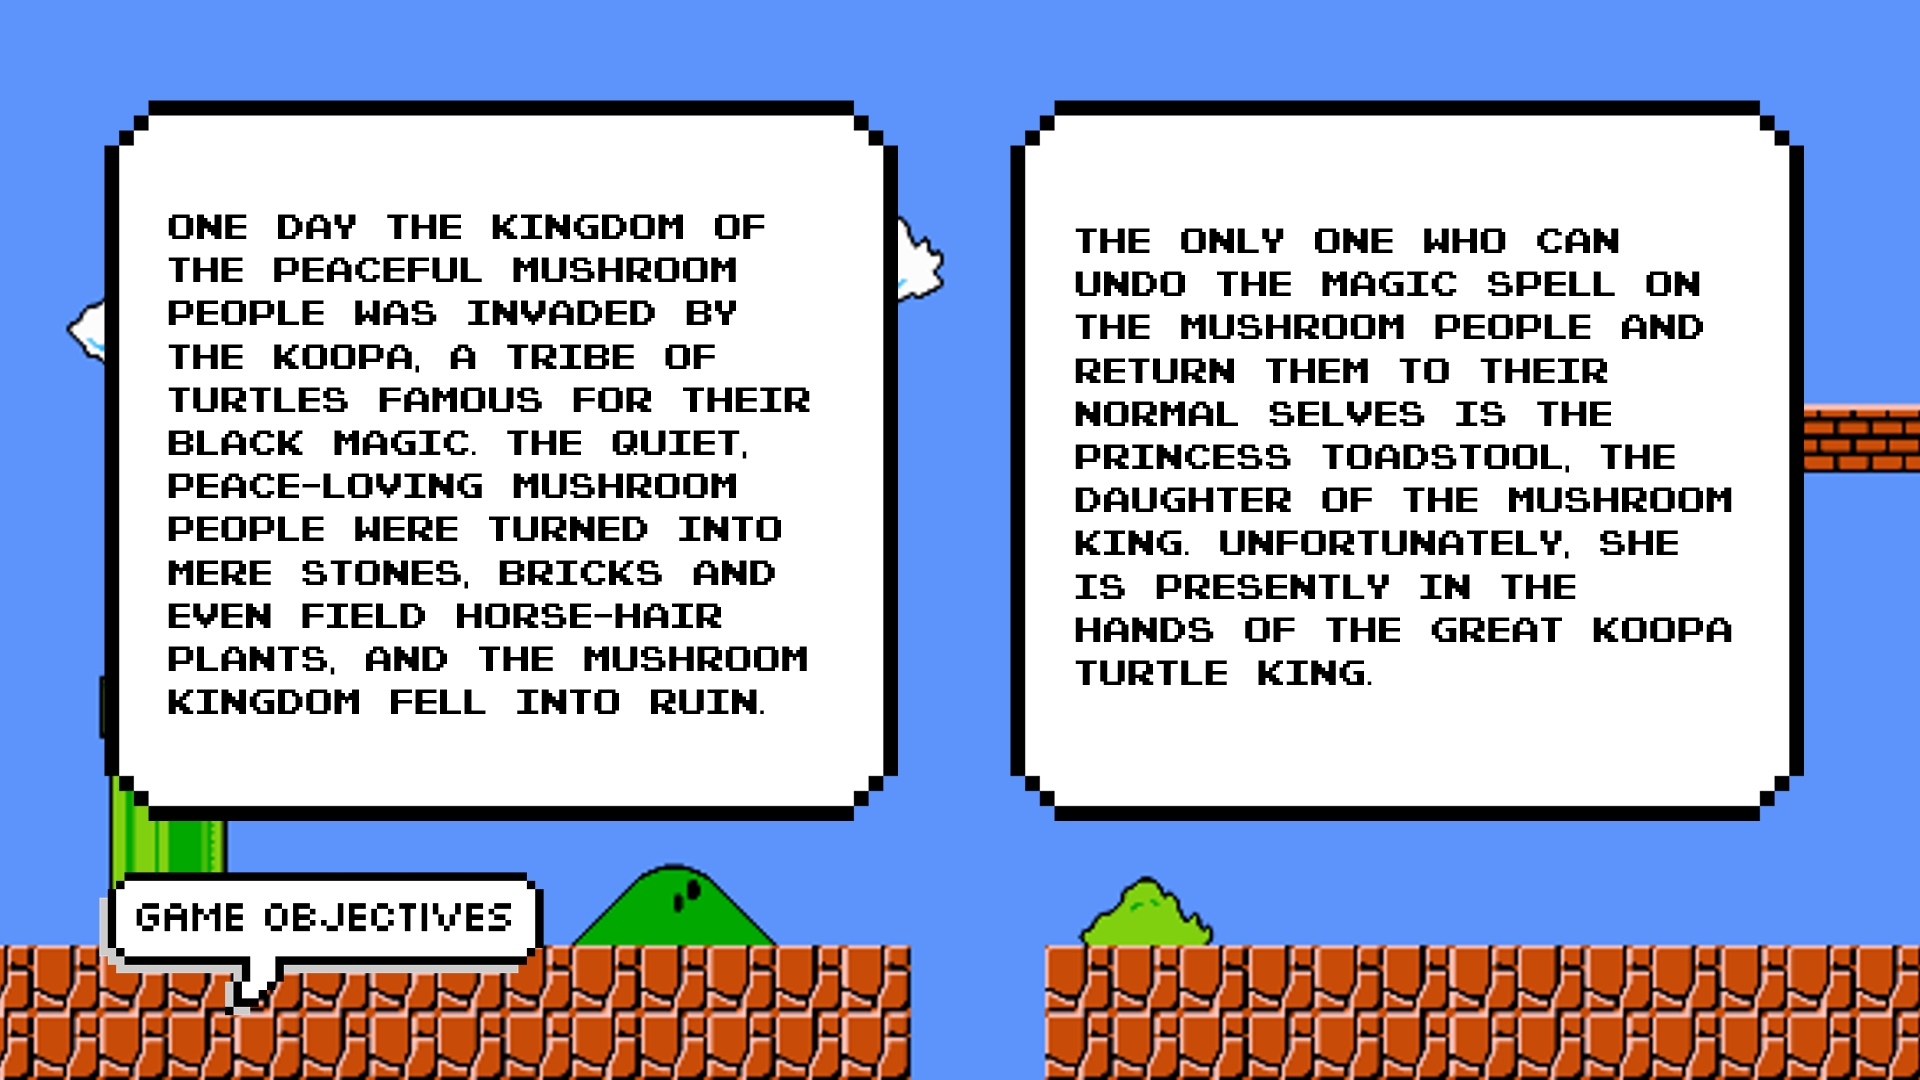 ONE DAY THE KINGDOM OF
THE PEACEFUL MUSHROOM
PEOPLE WAS INVADED BY
THE KOOPA, A TRIBE OF
TURTLES FAMOUS FOR THEIR
BLACK MAGIC. THE QUIET,
PEACE-LOVING MUSHROOM
PEOPLE WERE TURNED INTO
MERE STONES, BRICKS AND
EVEN FIELD HORSE-HAIR
PLANTS, AND THE MUSHROOM
KINGDOM FELL INTO RUIN.
THE ONLY ONE WHO CAN
UNDO THE MAGIC SPELL ON
THE MUSHROOM PEOPLE AND
RETURN THEM TO THEIR
NORMAL SELVES IS THE
PRINCESS TOADSTOOL, THE
DAUGHTER OF THE MUSHROOM
KING. UNFORTUNATELY, SHE
IS PRESENTLY IN THE
HANDS OF THE GREAT KOOPA
TURTLE KING.
GAME OBJECTIVES